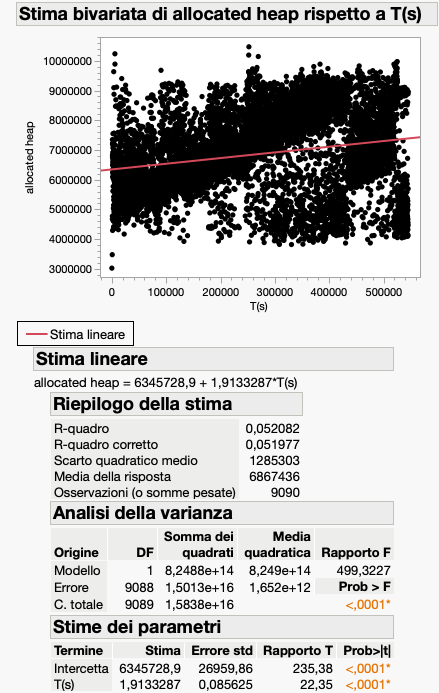 Stima bivariata di allocated heap rispetto a T(s)
10000000
9000000
8000000
7000000
6000000
5000000
4000000
3000000
allocated heap
0 100000 200000 300000 400000 500000
T(s)
Stima lineare
Stima lineare
allocated heap = 6345728,9 + 1,9133287*T(s)
Riepilogo della stima
R-quadro 0,052082
R-quadro corretto 0,051977
Scarto quadratico medio 1285303
Media della risposta 6867436
Osservazioni (o somme pesate) 9090
Analisi della varianza
Somma dei Media
Origine DF quadrati quadratica Rapporto F
Modello 1 8,2488e+14 8,249e+14 499,3227
Errore 9088 1,5013e+16 1,652e+12 Prob > F
C. totale 9089 1,5838e+16 <,0001*
Stime dei parametri
Termine Stima Errore std Rapporto T Prob>|t|
Intercetta 6345728,9 26959,86 235,38 <,0001*
T(s) 1,9133287 0,085625 22,35 <,0001*